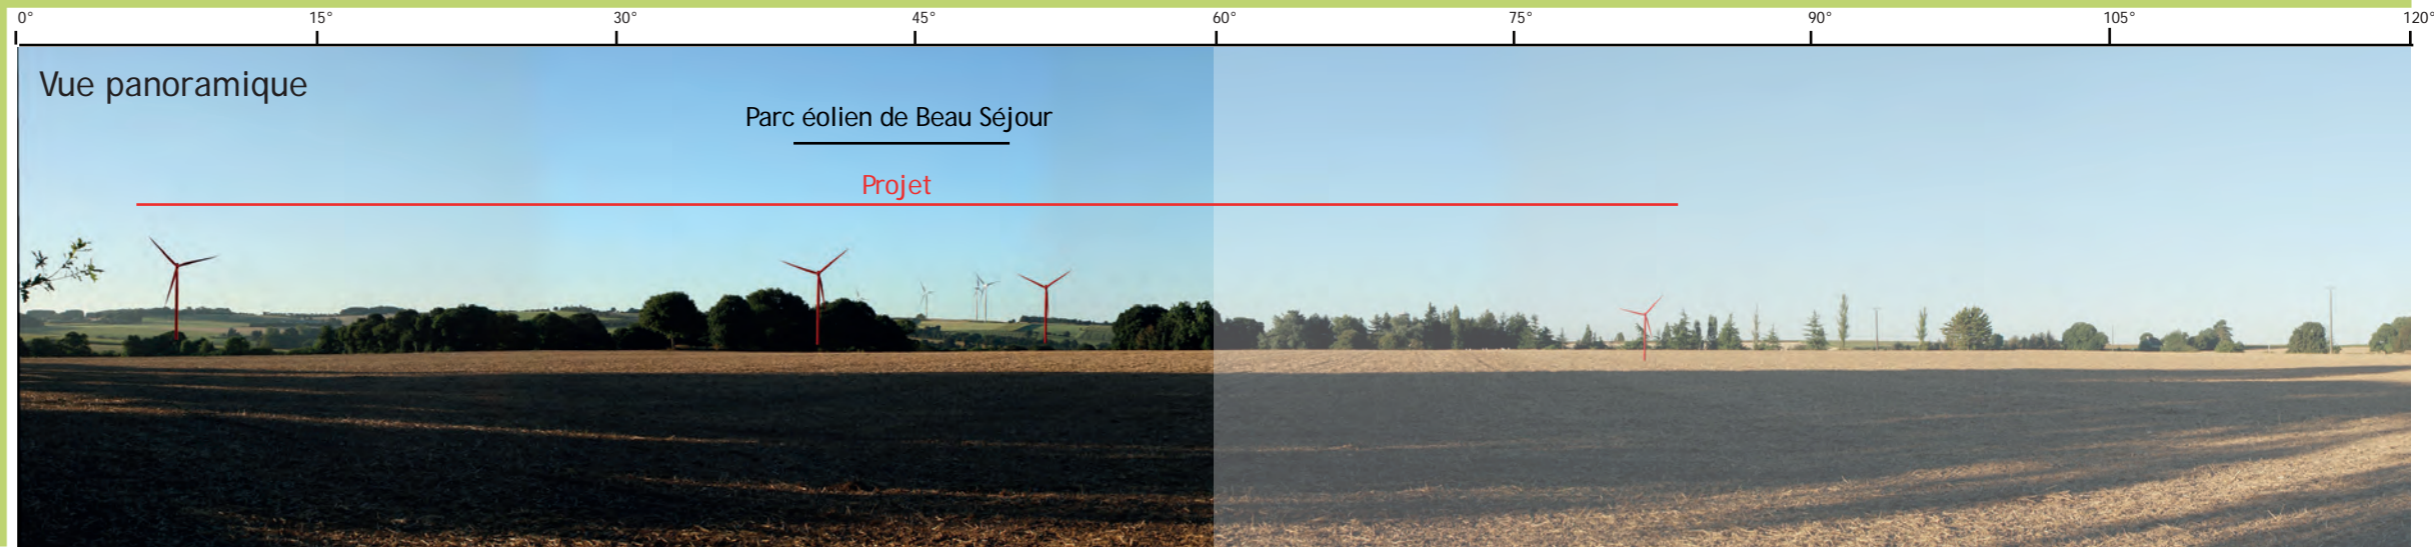 0° 15° 30° 45° 60° 75° 90° 105° 120°
Vue panoramique
Parc éolien de Beau Séjour
Projet